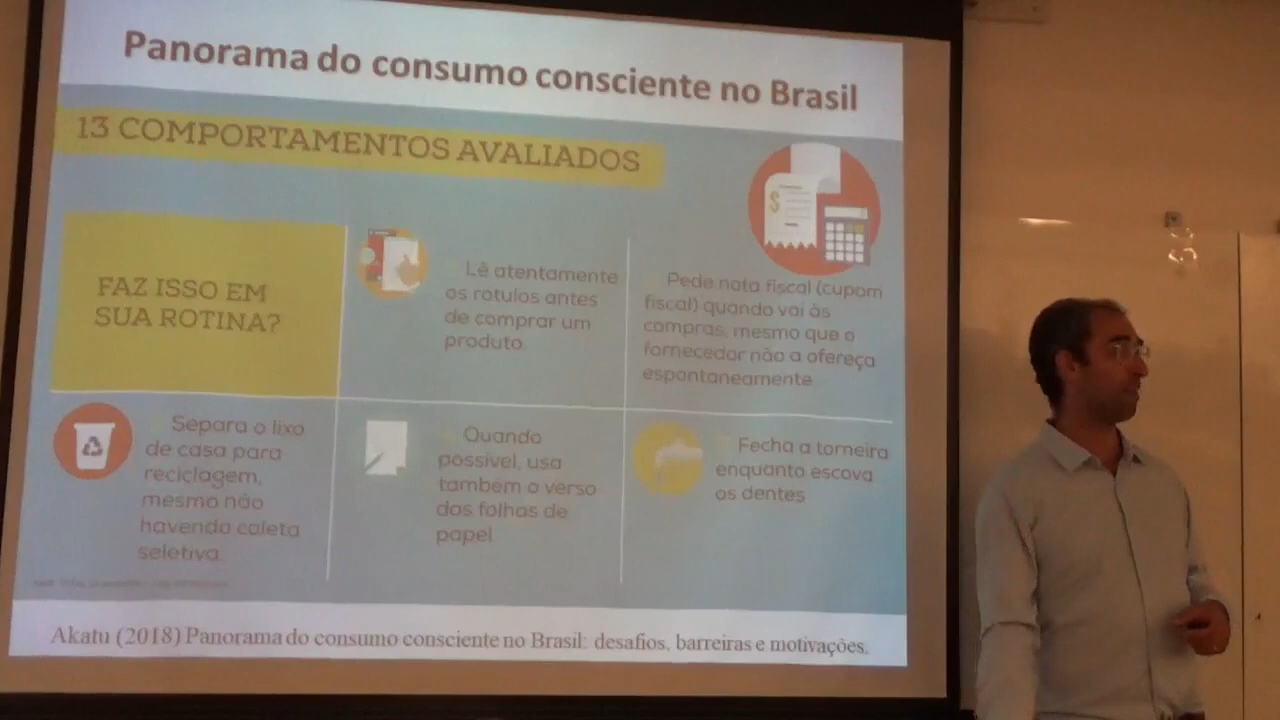 Panorama do consumo consciente no Brasil
13 COMPORTAMENTOS AVALIADOS
FAZ ISSO EM
SUA ROTINA?
Lê atentamente
os rótulos antes
de comprar um
produto.
Pede nota fiscal (cupom
fiscal) quando vai às
compras, mesmo que o
fornecedor não a ofereça
espontaneamente
Separa o lixo
de casa para
reciclagem,
mesmo não
havendo coleta
seletiva.
Quando
possível, usa
também o verso
das folhas de
papel
Fecha a torneira
enquanto escova
os dentes
Akatu (2018) Panorama do consumo consciente no Brasil: desafios, barreiras e motivações.